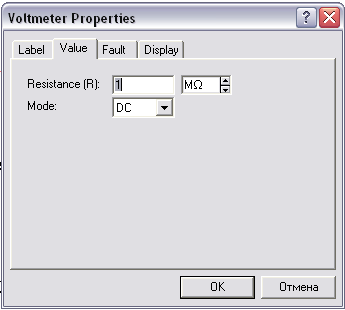 Voltmeter Properties
Label Value Fault Display
Resistance (R): 1 MΩ
Mode: DC
OK Отмена